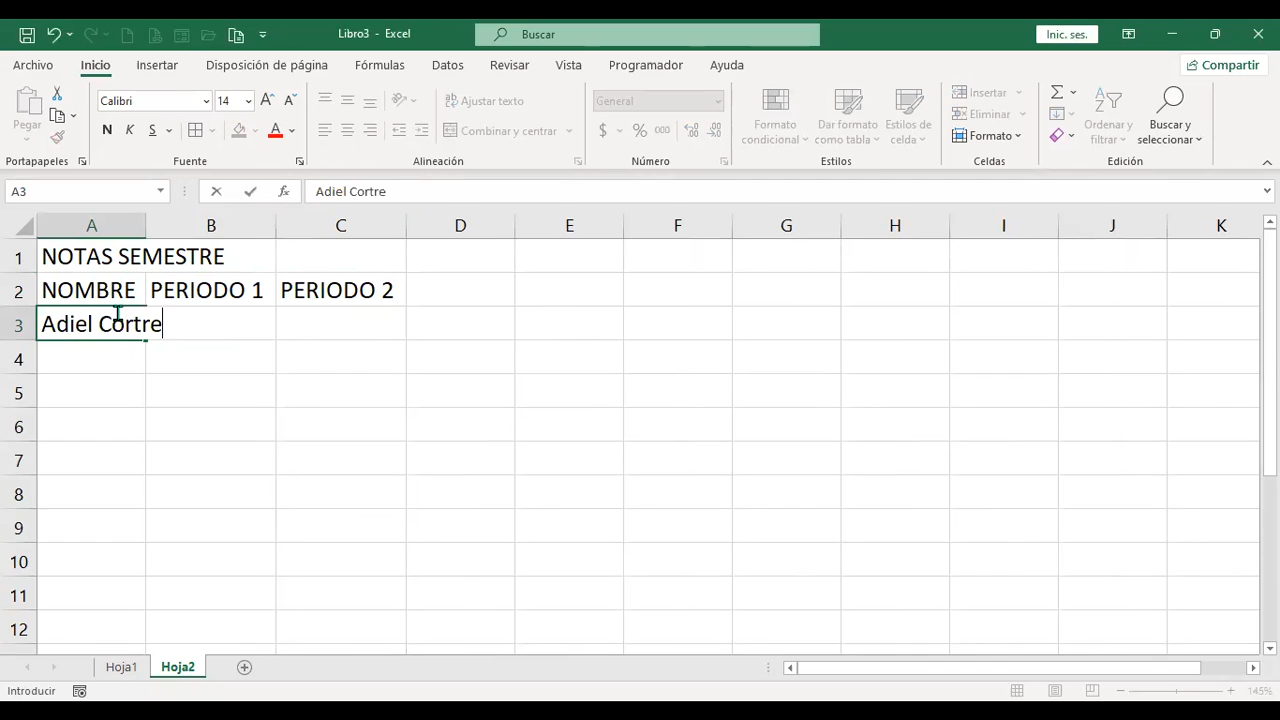 Libro3 - Excel
Buscar
Inic. ses.
Archivo Inicio Insertar Disposición de página Fórmulas Datos Revisar Vista Programador Ayuda Compartir
Calibri 14 Ajustar texto General Insertar
Pegar N K S A Combinar y centrar $ % 000 Formato condicional Dar formato como tabla Estilos de celda Eliminar Formato Ordenar y filtrar Buscar y seleccionar
Portapapeles Fuente Alineación Número Estilos Celdas Edición
A3 fx Adiel Cortre
A B C D E F G H I J K
1 NOTAS SEMESTRE
2 NOMBRE PERIODO 1 PERIODO 2
3 Adiel Cortre
4
5
6
7
8
9
10
11
12
Hoja1 Hoja2
Introducir 145%